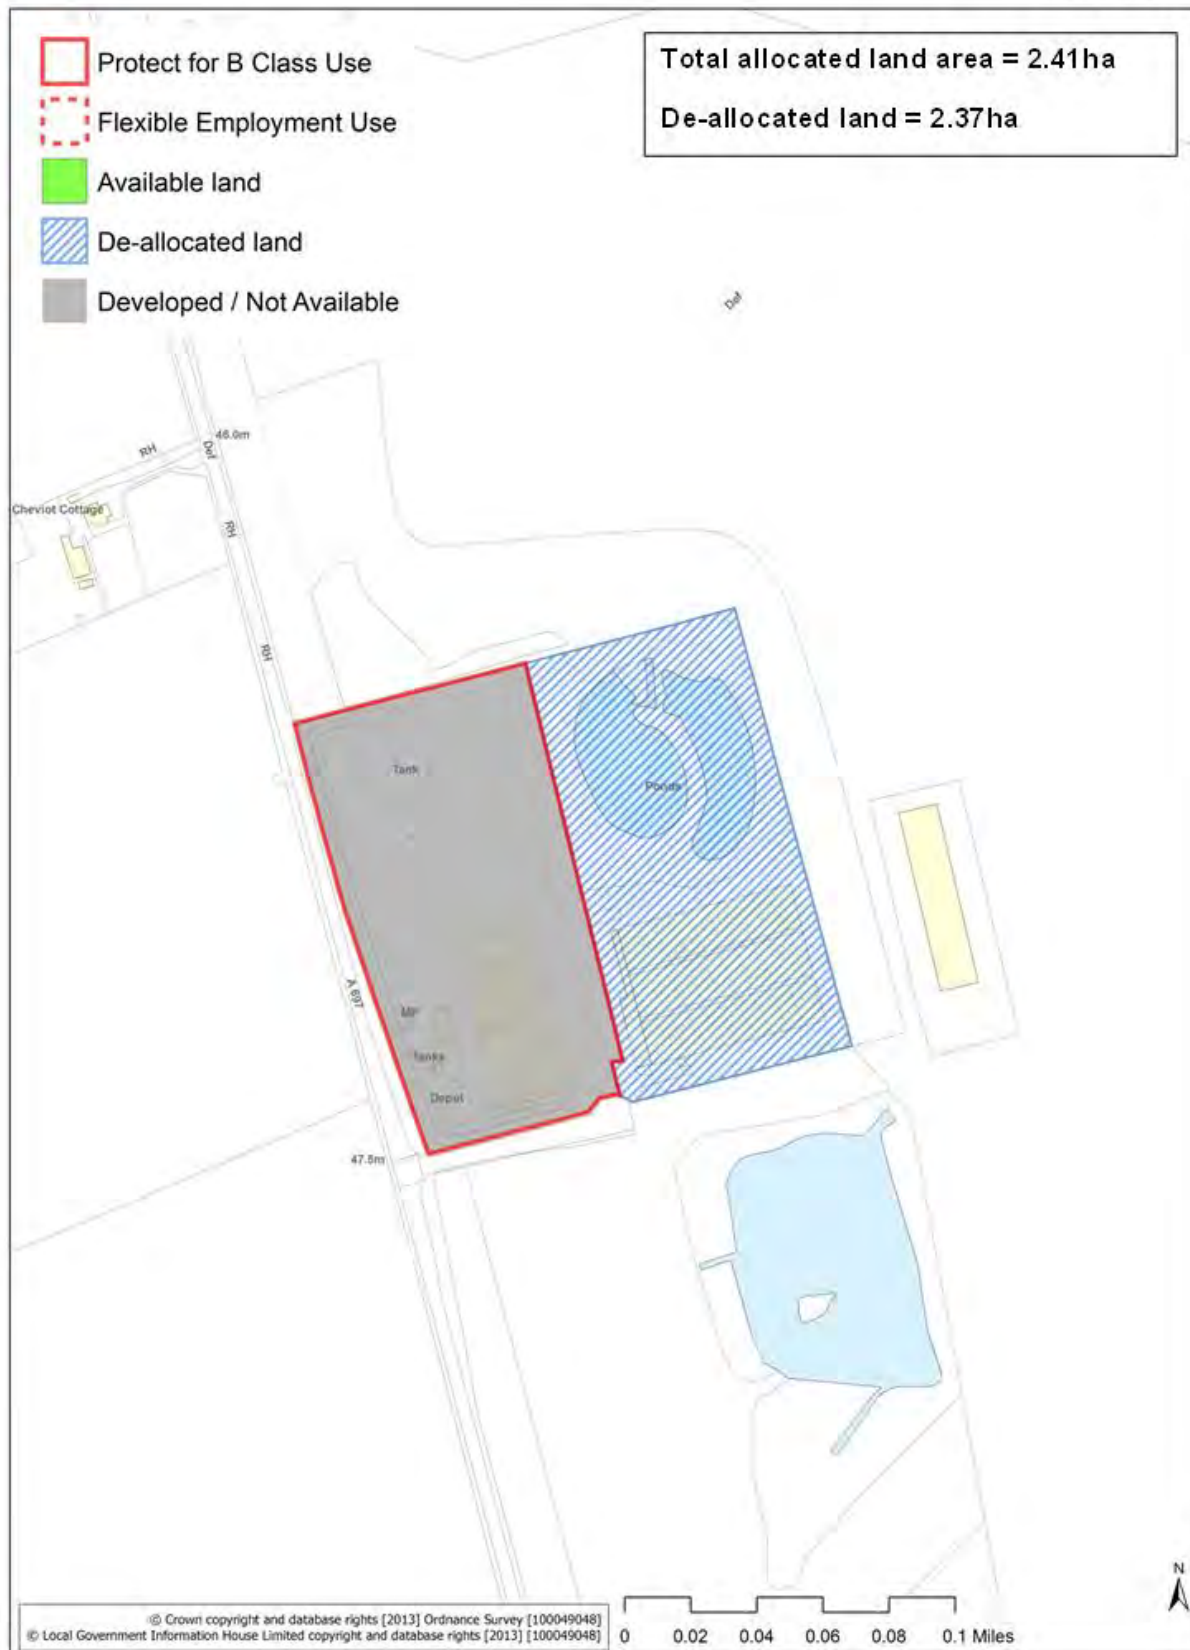 Protect for B Class Use
Flexible Employment Use
Available land
De-allocated land
Developed / Not Available
Total allocated land area = 2.41ha
De-allocated land = 2.37ha
Def
RH
46.0m
Def
Cheviot Cottage
RH
RH
Tank
Ponds
A 697
MP
Tanks
Depot
47.5m
N
© Crown copyright and database rights [2013] Ordnance Survey [100049048]
© Local Government Information House Limited copyright and database rights [2013] [100049048]
0 0.02 0.04 0.06 0.08 0.1 Miles